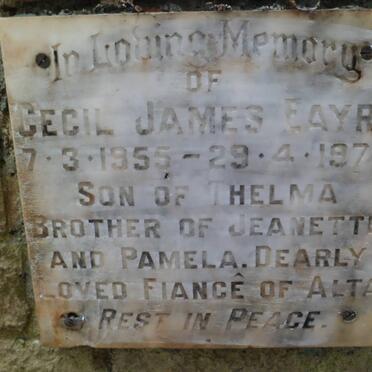 In Loving Memory
OF
CECIL JAMES EAYR
7·3·1955 – 29·4·197
SON OF THELMA
BROTHER OF JEANETTE
AND PAMELA. DEARLY
LOVED FIANCÊ OF ALTA
REST IN PEACE.